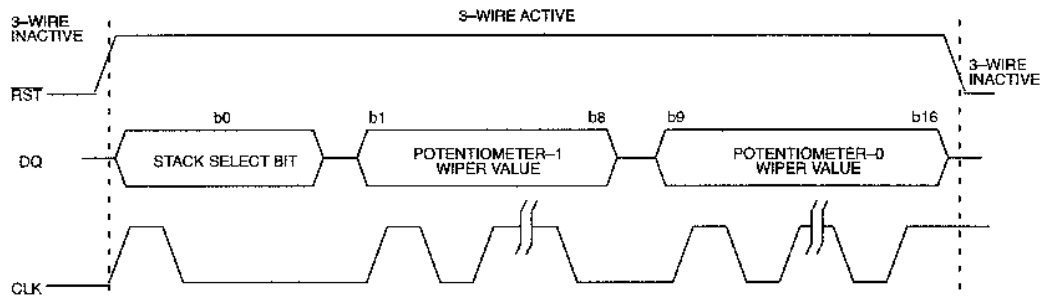 3–WIRE
INACTIVE
3–WIRE ACTIVE
3–WIRE
INACTIVE
RST
b0
b1
b8
b9
b16
DQ
STACK SELECT BIT
POTENTIOMETER–1
WIPER VALUE
POTENTIOMETER–0
WIPER VALUE
CLK